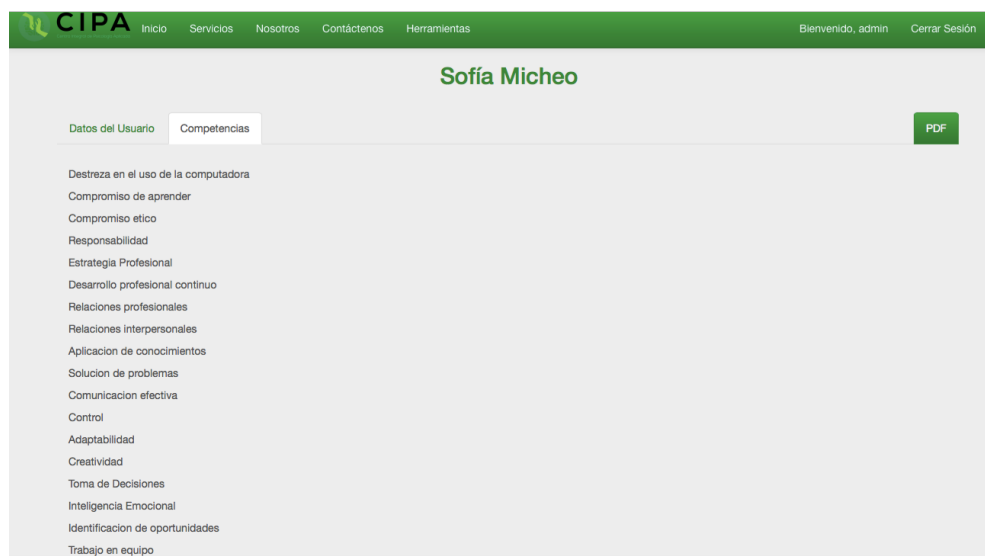 CIPA Inicio Servicios Nosotros Contáctenos Herramientas Bienvenido, admin Cerrar Sesión
Sofía Micheo
Datos del Usuario Competencias PDF
Destreza en el uso de la computadora
Compromiso de aprender
Compromiso etico
Responsabilidad
Estrategia Profesional
Desarrollo profesional continuo
Relaciones profesionales
Relaciones interpersonales
Aplicacion de conocimientos
Solucion de problemas
Comunicacion efectiva
Control
Adaptabilidad
Creatividad
Toma de Decisiones
Inteligencia Emocional
Identificacion de oportunidades
Trabajo en equipo